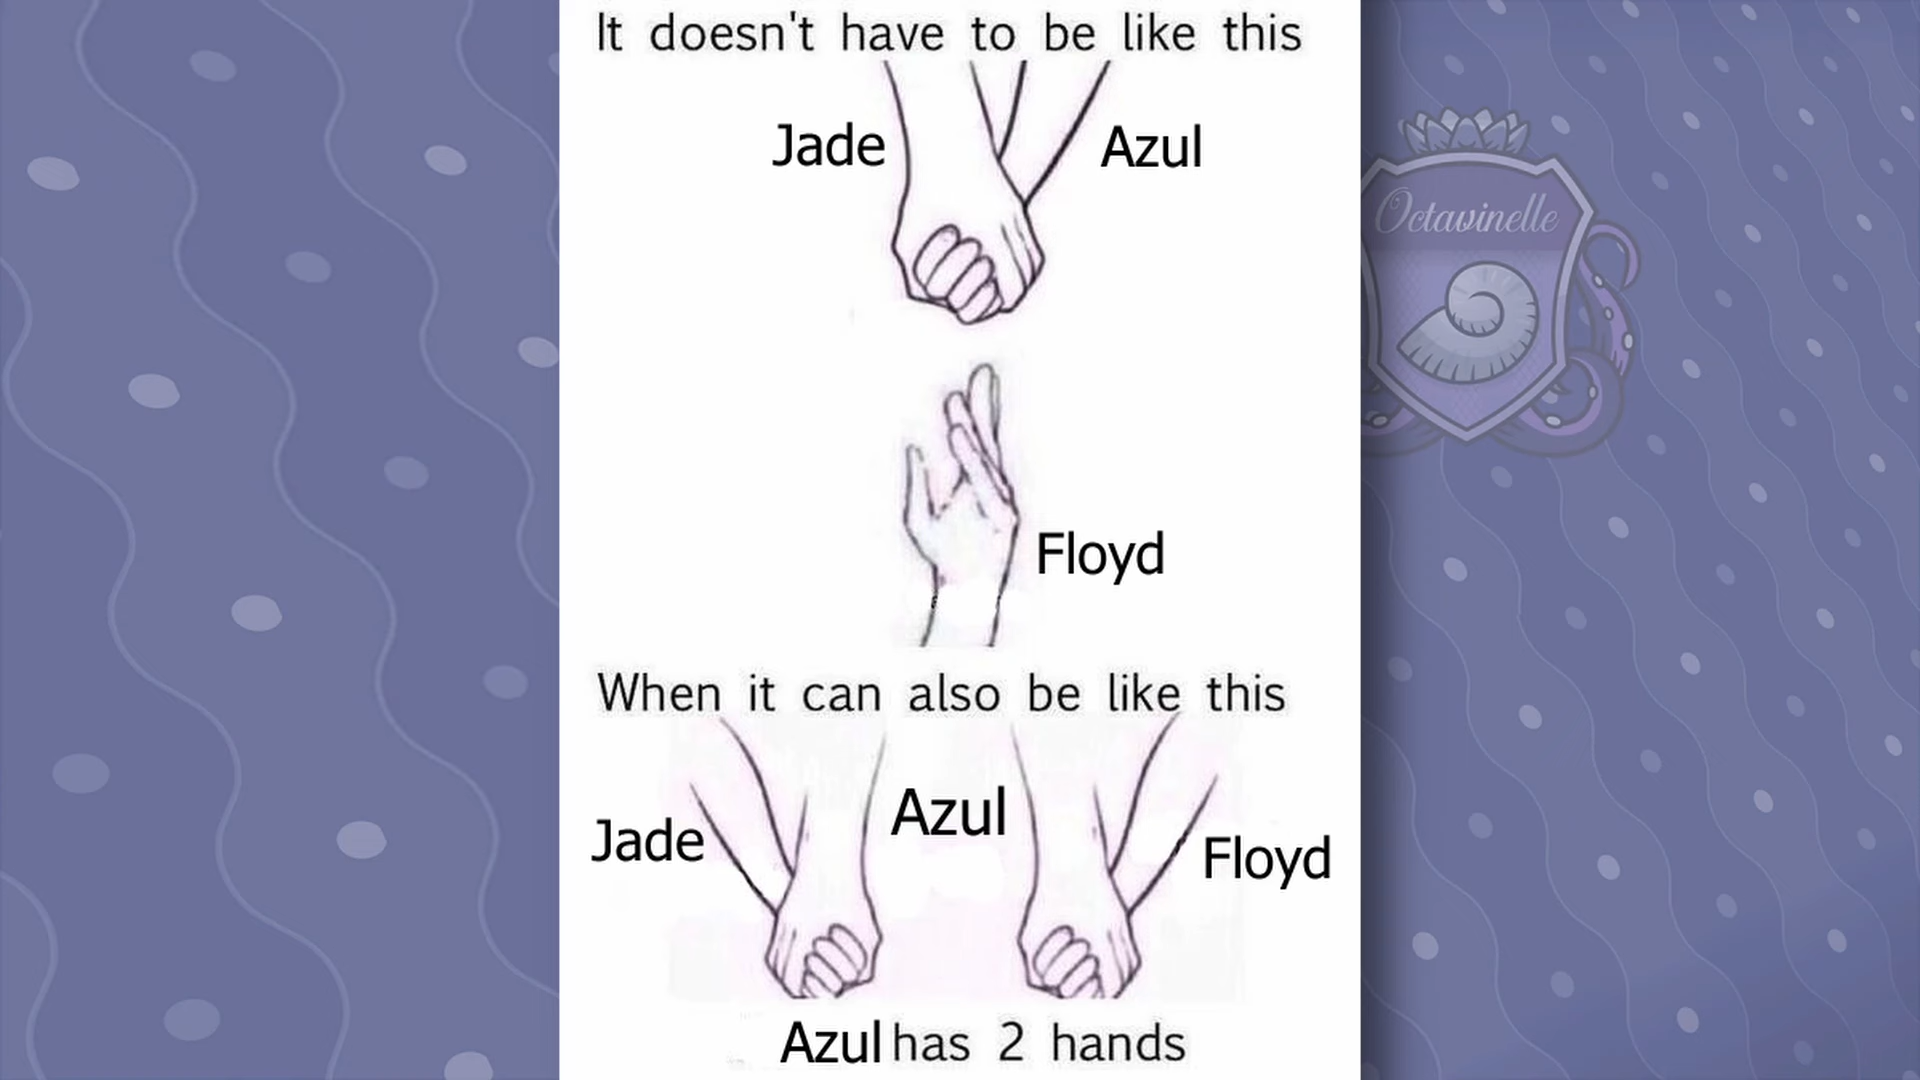 It doesn't have to be like this
Jade
Azul
Octavinelle
Floyd
When it can also be like this
Jade
Azul
Floyd
Azul has 2 hands